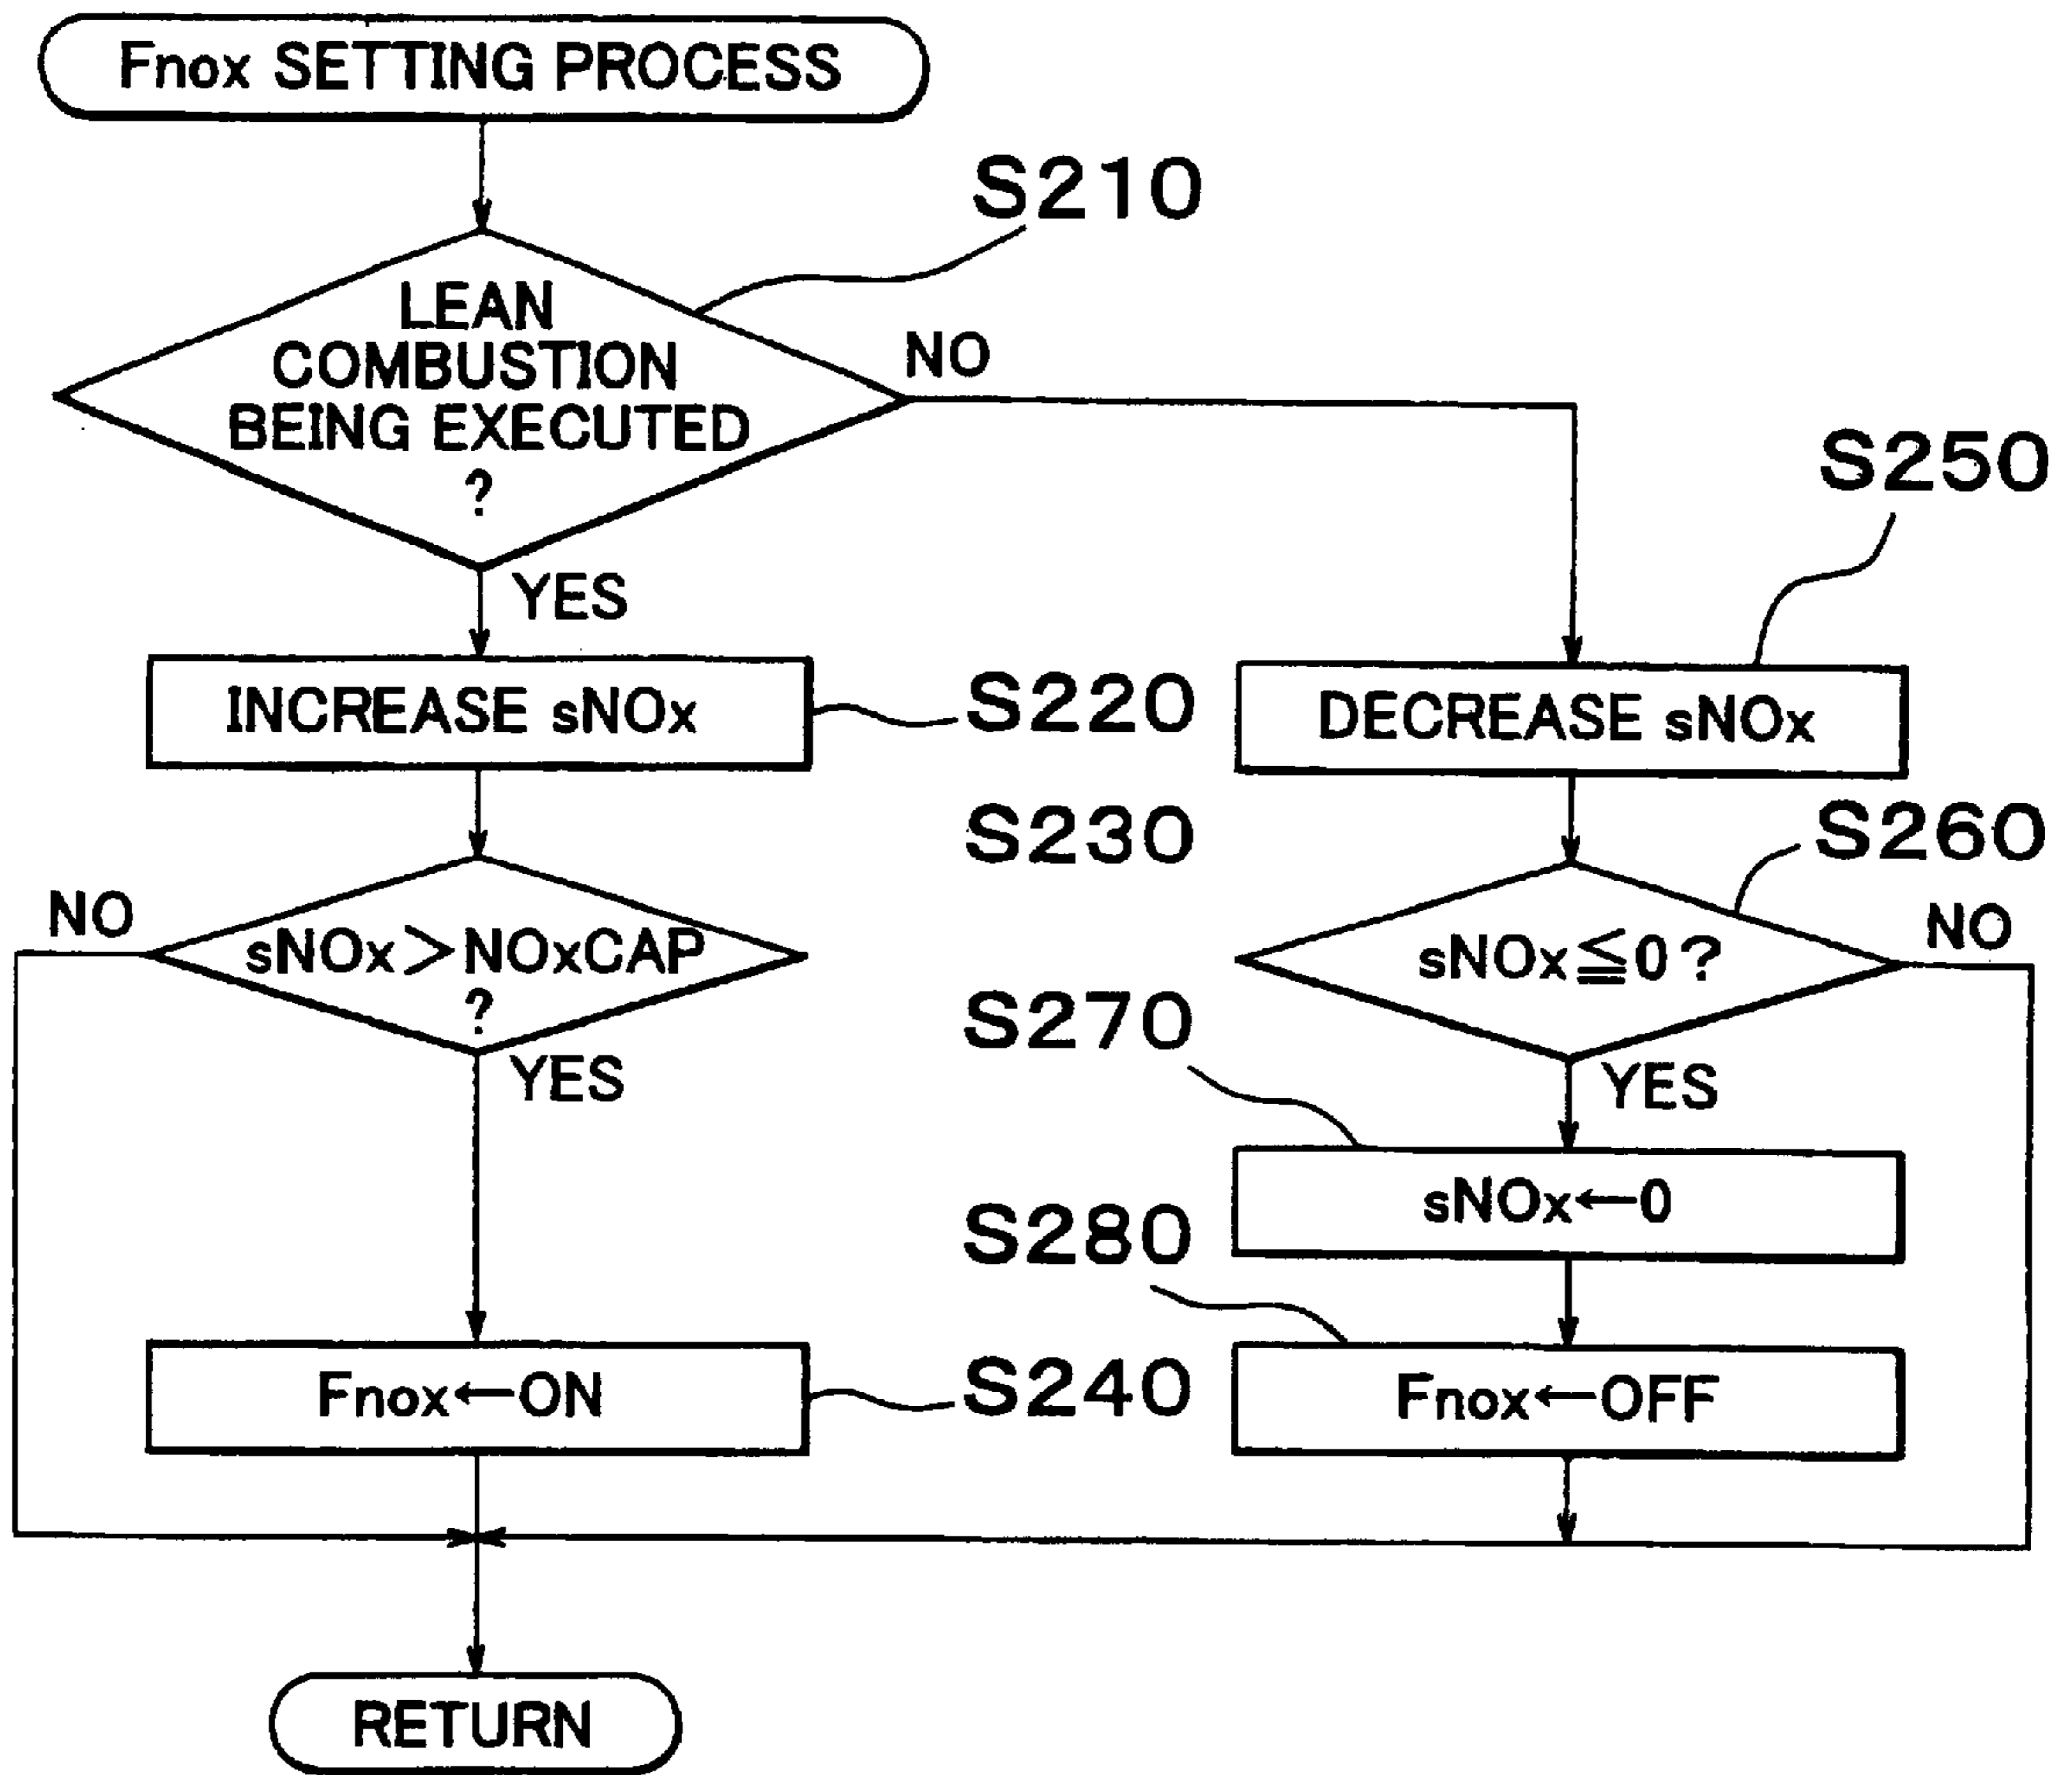 Fnox SETTING PROCESS
S210
LEAN
COMBUSTION
BEING EXECUTED
?
NO
YES
S250
INCREASE sNOx
S220
DECREASE sNOx
S230
S260
NO
sNOx>NOxCAP
?
YES
sNOx≦0?
NO
YES
S270
sNOx←0
S280
Fnox←ON
S240
Fnox←OFF
RETURN